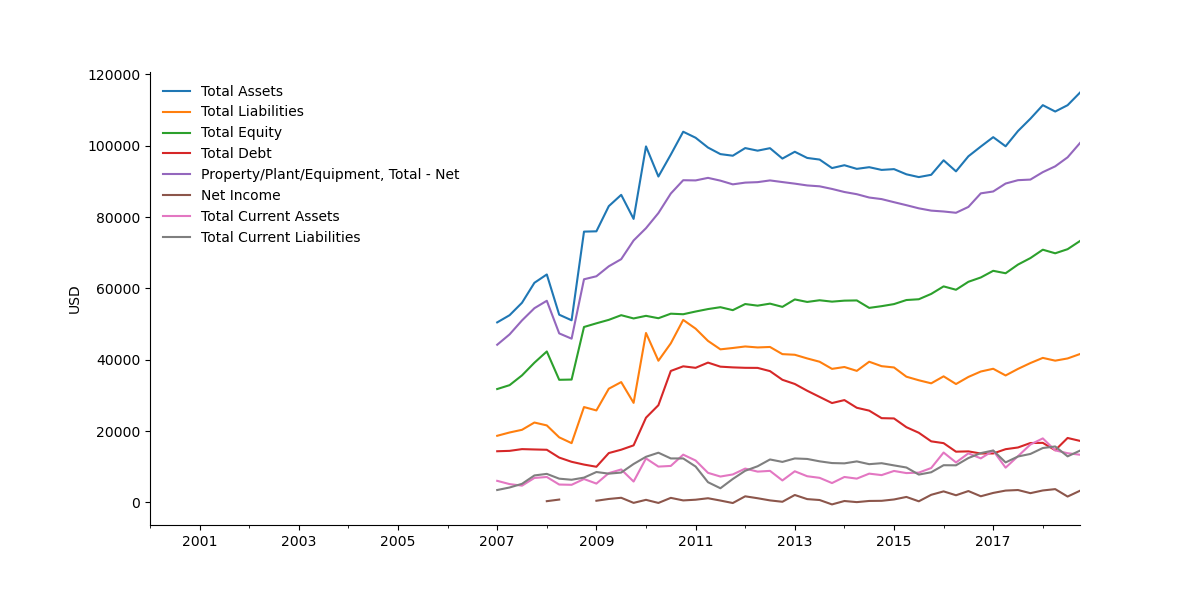 120000
100000
80000
60000
40000
20000
0
USD
Total Assets
Total Liabilities
Total Equity
Total Debt
Property/Plant/Equipment, Total - Net
Net Income
Total Current Assets
Total Current Liabilities
2001 2003 2005 2007 2009 2011 2013 2015 2017